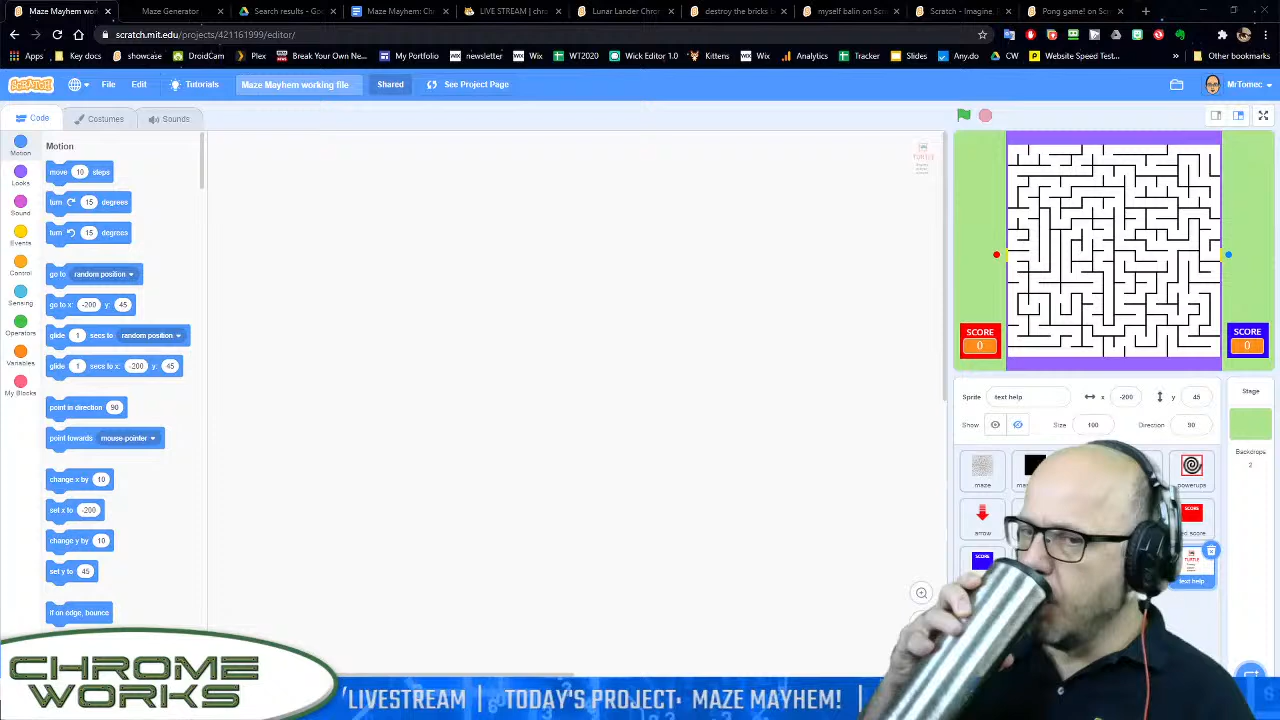 Maze Mayhem wo
Maze Generator
Search results - Goo
Maze Mayhem: Ch
LIVE STREAM | chro
Lunar Lander Chro
destroy the bricks b
myself balin on Scr
Scratch - Imagine,
Pong game! on Sc
scratch.mit.edu/projects/421161999/editor/
Apps
Key docs
showcase
DroidCam
Plex
Break Your Own Ne...
My Portfolio
newsletter
Wix
WT2020
Wick Editor 1.0
Kittens
Analytics
Tracker
Slides
Any.do
CW
Website Speed Test...
»
Other bookmarks
SCRATCH
File
Edit
Tutorials
Maze Mayhem working file
Shared
See Project Page
MrTomec
Code
Costumes
Sounds
Motion
Looks
Sound
Events
Control
Sensing
Operators
Variables
My Blocks
Motion
move 10 steps
turn 15 degrees
turn 15 degrees
go to random position
go to x: -200 y: 45
glide 1 secs to random position
glide 1 secs to x: -200 y: 45
point in direction 90
point towards mouse-pointer
change x by 10
set x to -200
change y by 10
set y to 45
if on edge, bounce
TURTLE
SCORE
0
SCORE
0
Sprite text help x -200 y 45
Show Size 100 Direction 90
Stage
Backdrops
2
maze
powerups
arrow
SCORE
SCORE
text help
CHROME
WORKS
LIVESTREAM | TODAY'S PROJECT: MAZE MAYHEM! |